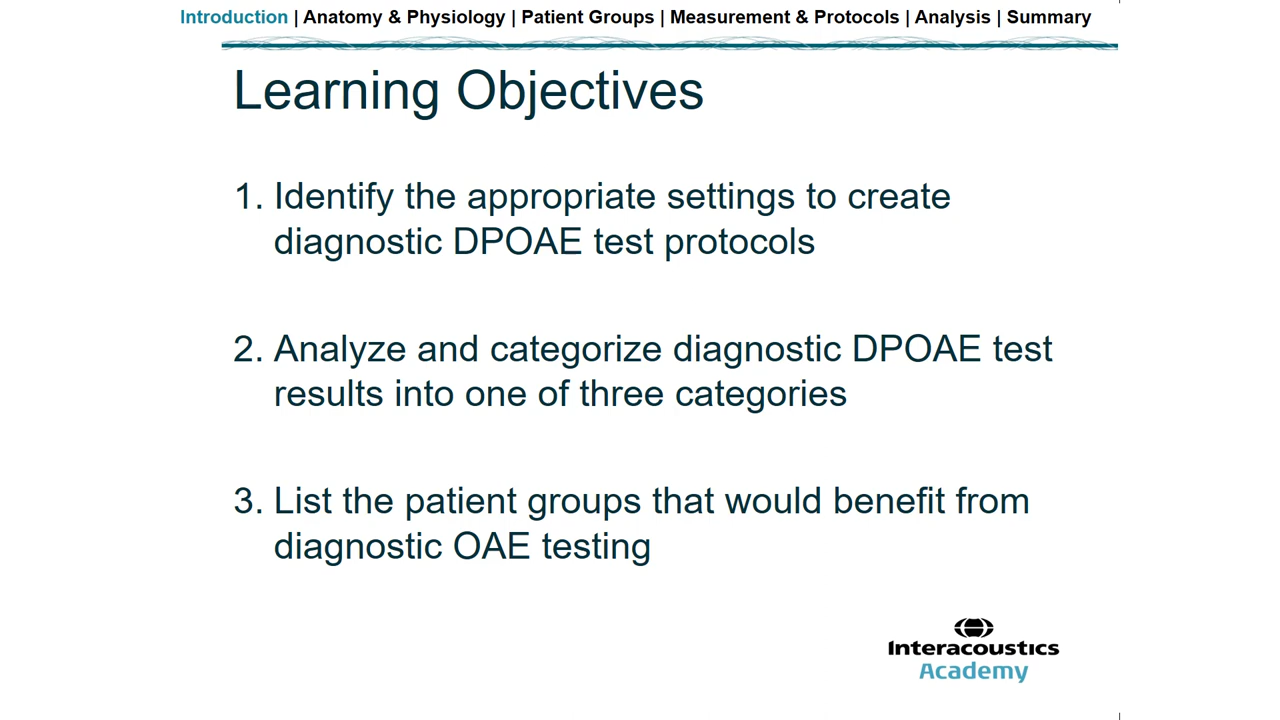 Introduction | Anatomy & Physiology | Patient Groups | Measurement & Protocols | Analysis | Summary
Learning Objectives
1. Identify the appropriate settings to create
diagnostic DPOAE test protocols
2. Analyze and categorize diagnostic DPOAE test
results into one of three categories
3. List the patient groups that would benefit from
diagnostic OAE testing
Interacoustics
Academy